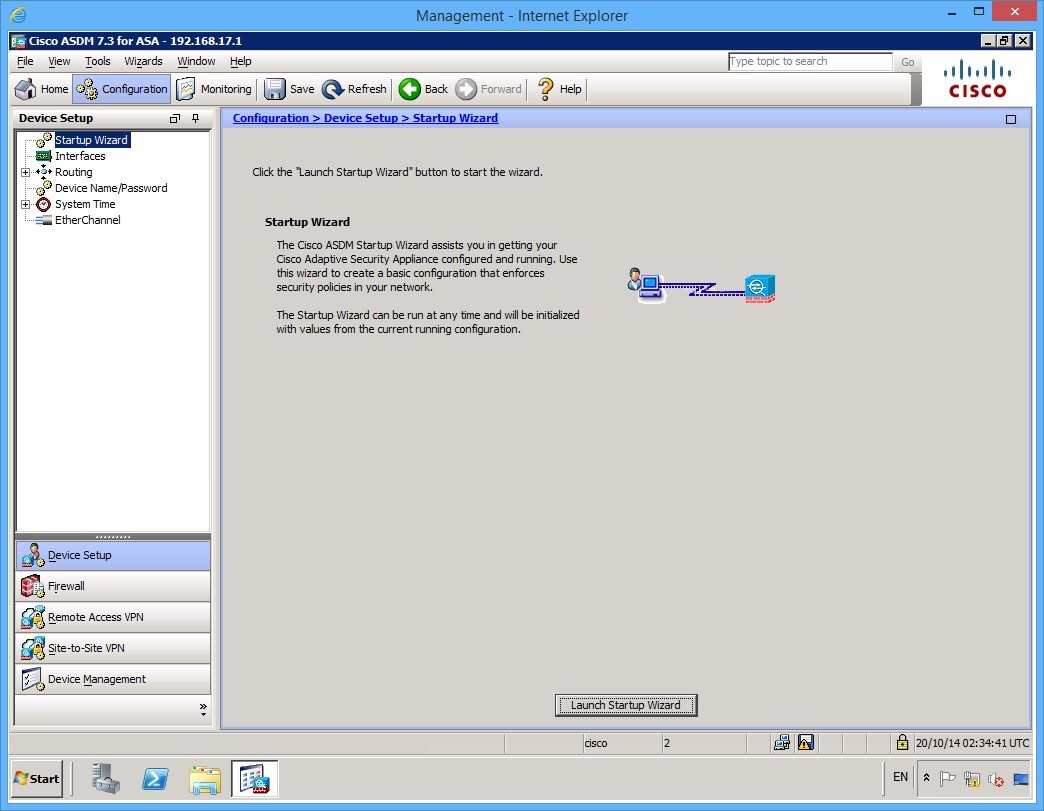 Management - Internet Explorer
Cisco ASDM 7.3 for ASA - 192.168.17.1
File View Tools Wizards Window Help
Type topic to search Go
CISCO
Home Configuration Monitoring Save Refresh Back Forward Help
Device Setup
Configuration > Device Setup > Startup Wizard
Startup Wizard
Interfaces
Routing
Device Name/Password
System Time
EtherChannel
Click the "Launch Startup Wizard" button to start the wizard.
Startup Wizard
The Cisco ASDM Startup Wizard assists you in getting your
Cisco Adaptive Security Appliance configured and running. Use
this wizard to create a basic configuration that enforces
security policies in your network.
The Startup Wizard can be run at any time and will be initialized
with values from the current running configuration.
Device Setup
Firewall
Remote Access VPN
Site-to-Site VPN
Device Management
Launch Startup Wizard
cisco 2 20/10/14 02:34:41 UTC
Start EN